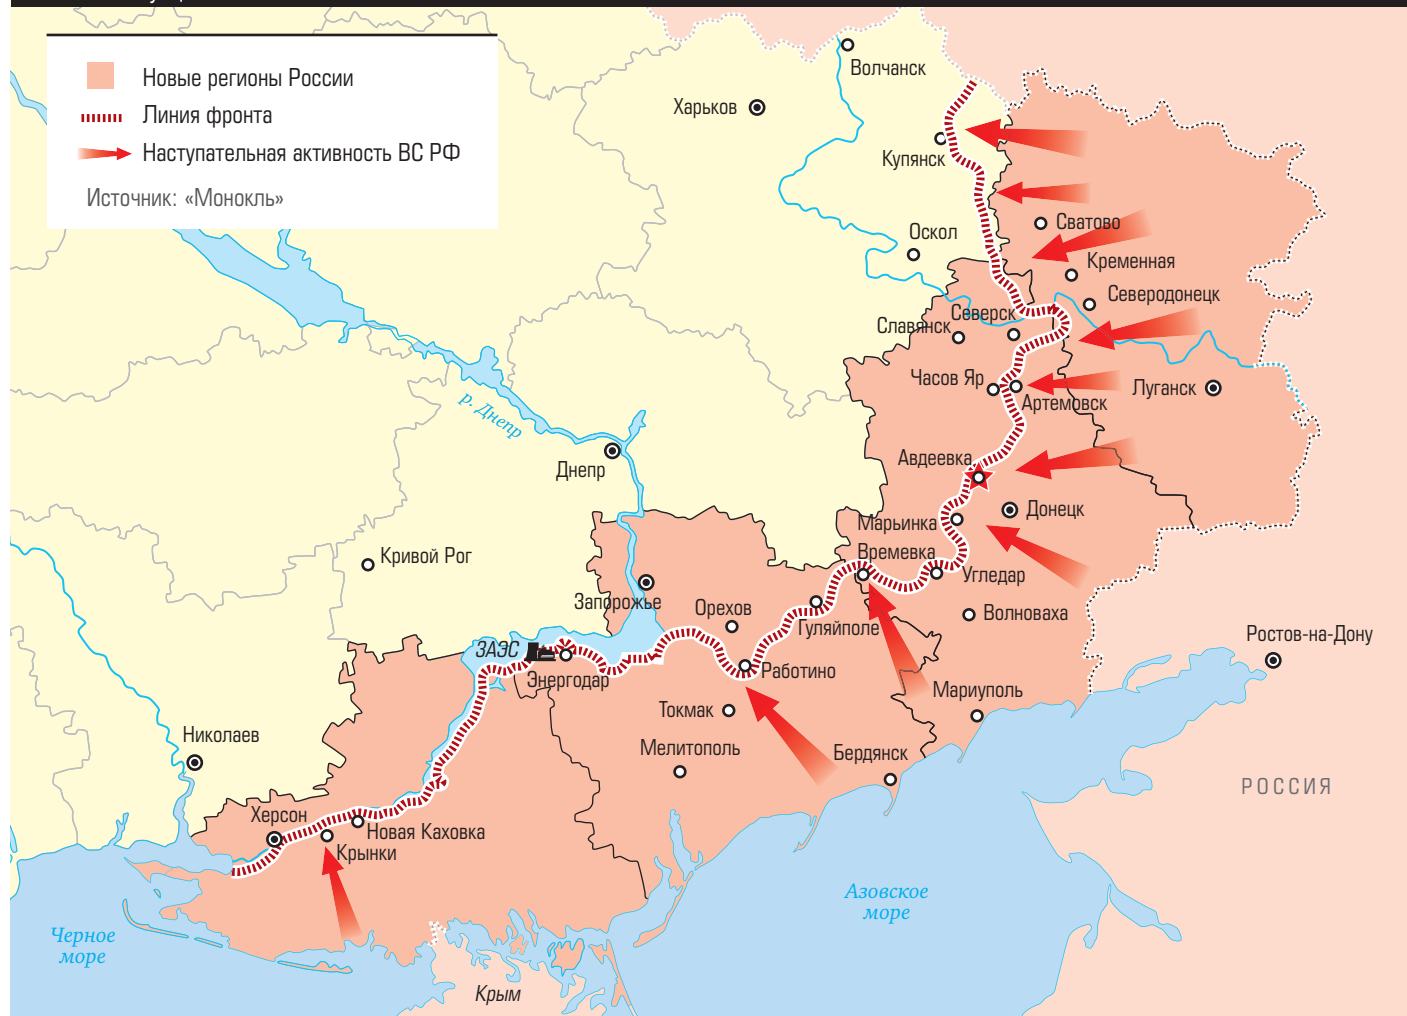 Новые регионы России
Линия фронта
Наступательная активность ВС РФ
Источник: «Монокль»
Волчанск
Харьков
Купянск
Сватово
Оскол
Кременная
Северодонецк
Северск
Славянск
Часов Яр
Луганск
Артемовск
р. Днепр
Авдеевка
Днепр
Донецк
Марьинка
Времевка
Кривой Рог
Угледар
Запорожье
Орехов
Волноваха
Гуляйполе
Ростов-на-Дону
ЗАЭС
Энергодар
Работино
Мариуполь
Токмак
Николаев
Мелитополь
Бердянск
РОССИЯ
Херсон
Новая Каховка
Крынки
Азовское
море
Черное
море
Крым